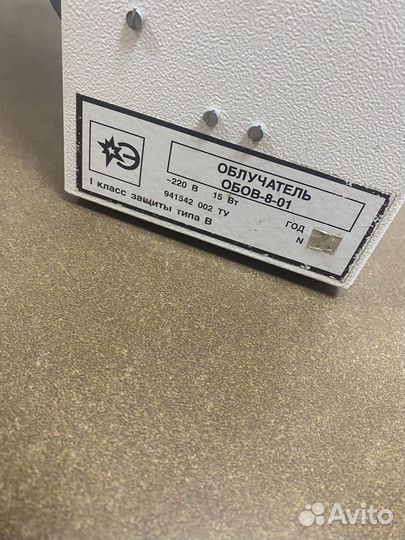 Э
ОБЛУЧАТЕЛЬ
ОБОВ-8-01
~220 В 15 Вт
941542 002 ТУ
I класс защиты типа В
ГОД
N
Avito